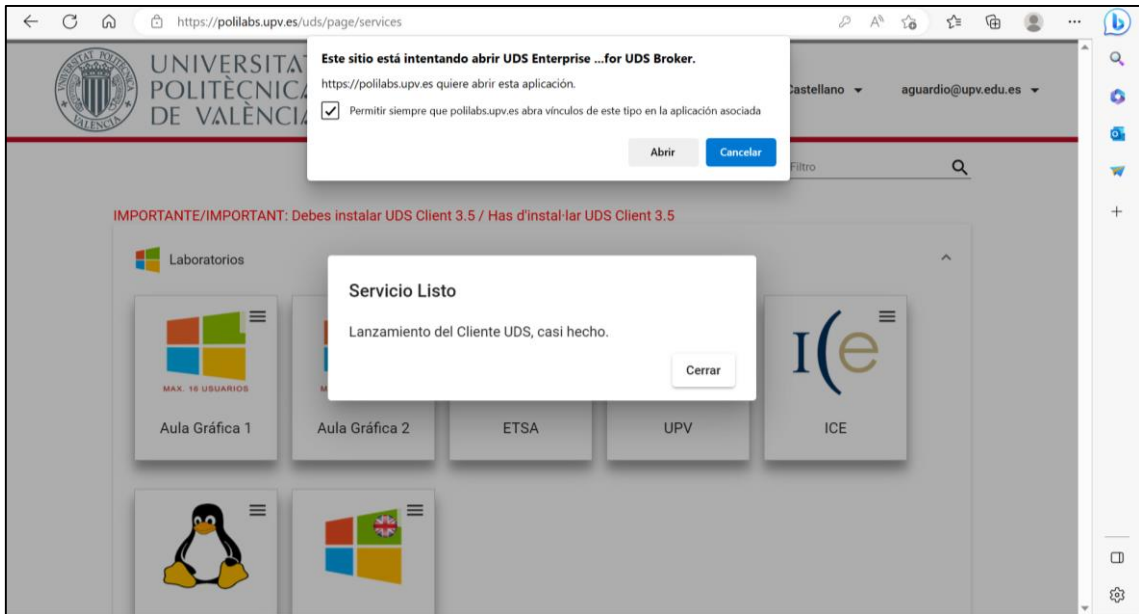 https://polilabs.upv.es/uds/page/services
UNIVERSITAT
POLITÈCNICA
DE VALÈNCIA
Este sitio está intentando abrir UDS Enterprise ...for UDS Broker.
https://polilabs.upv.es quiere abrir esta aplicación.
Permitir siempre que polilabs.upv.es abra vínculos de este tipo en la aplicación asociada
Abrir
Cancelar
Castellano
aguardio@upv.edu.es
Filtro
IMPORTANTE/IMPORTANT: Debes instalar UDS Client 3.5 / Has d'instal·lar UDS Client 3.5
Laboratorios
Servicio Listo
Lanzamiento del Cliente UDS, casi hecho.
Cerrar
MAX. 16 USUARIOS
Ice
Aula Gráfica 1
Aula Gráfica 2
ETSA
UPV
ICE